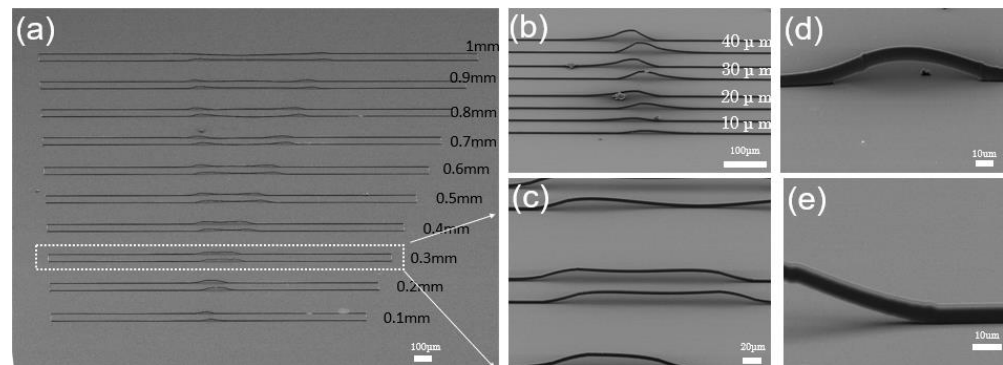 (a)
1mm
0.9mm
0.8mm
0.7mm
0.6mm
0.5mm
0.4mm
0.3mm
0.2mm
0.1mm
100μm
(b)
40 μ m
30 μ m
20 μ m
10 μ m
100μm
(c)
20μm
(d)
10um
(e)
10um